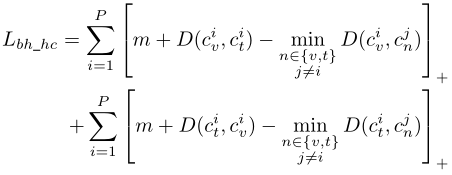 $L_{bh\_hc} = \sum_{i=1}^{P} \left[ m + D(c_v^i, c_t^i) - \min_{\substack{n \in \{v,t\} \\ j \neq i}} D(c_v^i, c_n^j) \right]_+$
$+ \sum_{i=1}^{P} \left[ m + D(c_t^i, c_v^i) - \min_{\substack{n \in \{v,t\} \\ j \neq i}} D(c_t^i, c_n^j) \right]_+$